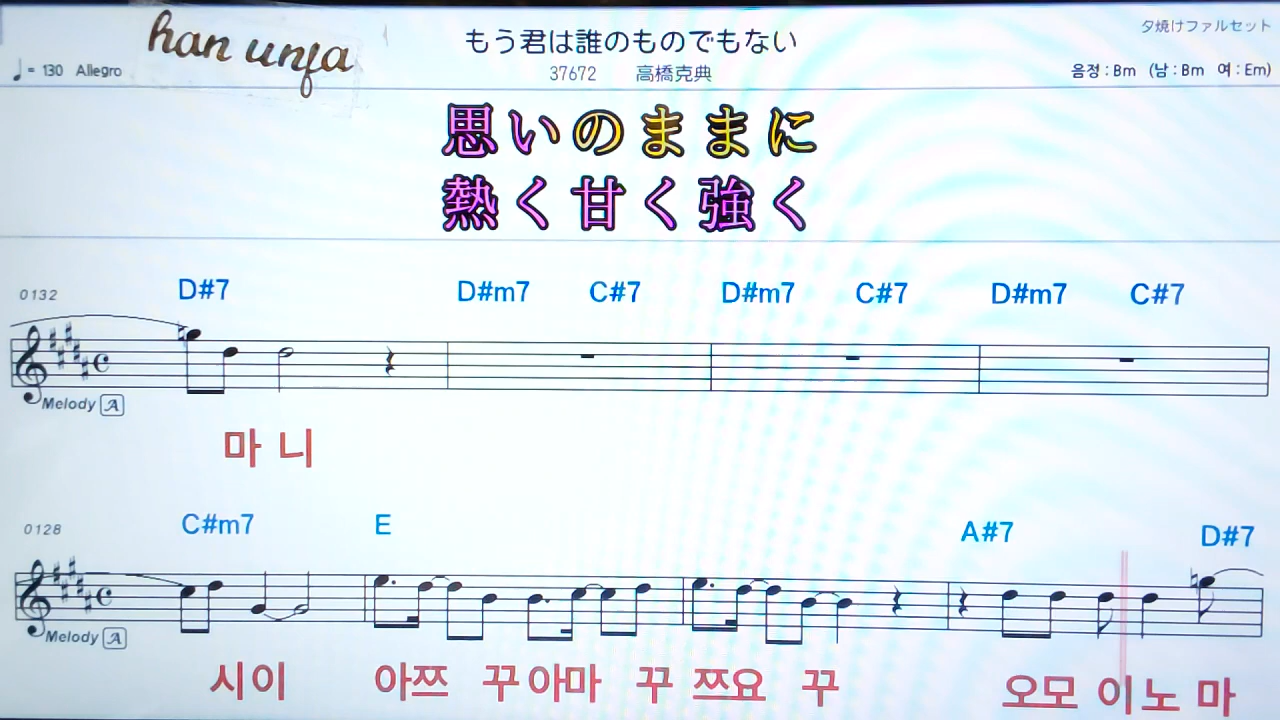 han unfa
もう君は誰のものでもない
夕焼けファルセット
♩= 130 Allegro
37672 高橋克典
음정 : Bm (남 : Bm 여 : Em)
思いのままに
熱く甘く強く
0132 D#7 D#m7 C#7 D#m7 C#7 D#m7 C#7
Melody A
마 니
0128 C#m7 E A#7 D#7
Melody A
시이 아쯔 꾸아마 꾸 쯔요 꾸 오모 이노 마